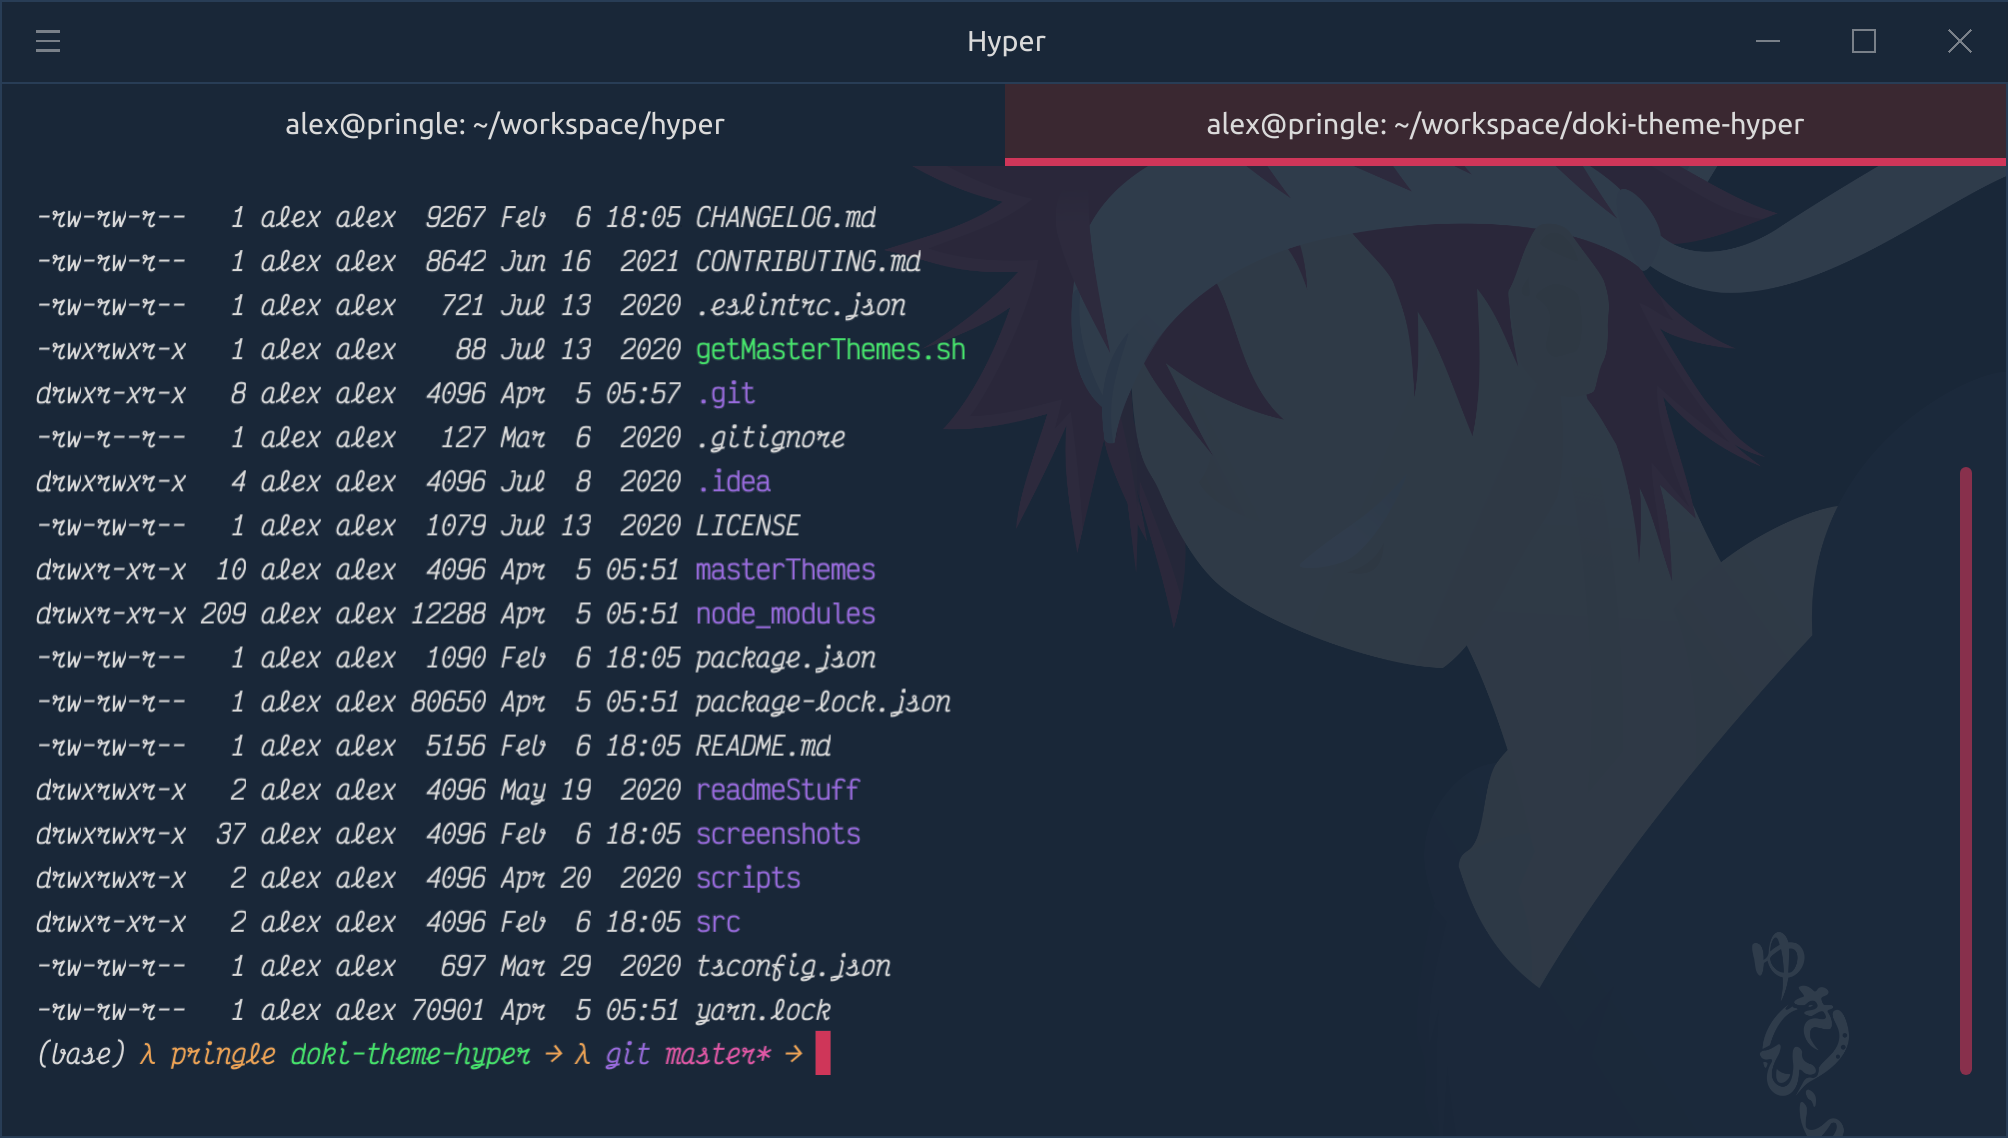 Hyper
alex@pringle: ~/workspace/hyper
alex@pringle: ~/workspace/doki-theme-hyper
-rw-rw-r--   1 alex alex  9267 Feb  6 18:05 CHANGELOG.md
-rw-rw-r--   1 alex alex  8642 Jun 16  2021 CONTRIBUTING.md
-rw-rw-r--   1 alex alex   721 Jul 13  2020 .eslintrc.json
-rwxrwxr-x   1 alex alex    88 Jul 13  2020 getMasterThemes.sh
drwxr-xr-x   8 alex alex  4096 Apr  5 05:57 .git
-rw-r--r--   1 alex alex   127 Mar  6  2020 .gitignore
drwxrwxr-x   4 alex alex  4096 Jul  8  2020 .idea
-rw-rw-r--   1 alex alex  1079 Jul 13  2020 LICENSE
drwxr-xr-x  10 alex alex  4096 Apr  5 05:51 masterThemes
drwxr-xr-x 209 alex alex 12288 Apr  5 05:51 node_modules
-rw-rw-r--   1 alex alex  1090 Feb  6 18:05 package.json
-rw-rw-r--   1 alex alex 80650 Apr  5 05:51 package-lock.json
-rw-rw-r--   1 alex alex  5156 Feb  6 18:05 README.md
drwxrwxr-x   2 alex alex  4096 May 19  2020 readmeStuff
drwxrwxr-x  37 alex alex  4096 Feb  6 18:05 screenshots
drwxrwxr-x   2 alex alex  4096 Apr 20  2020 scripts
drwxr-xr-x   2 alex alex  4096 Feb  6 18:05 src
-rw-rw-r--   1 alex alex   697 Mar 29  2020 tsconfig.json
-rw-rw-r--   1 alex alex 70901 Apr  5 05:51 yarn.lock
(base) λ pringle doki-theme-hyper → λ git master* →